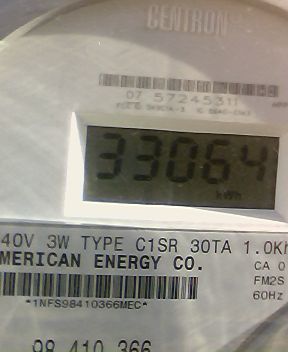 CENTRON
07 57245311
33064
kWh
40V 3W TYPE C1SR 30TA 1.0Kh
MERICAN ENERGY CO.
CA 0
FM2S
60Hz
*1NFS98410366MEC*
98 410 366